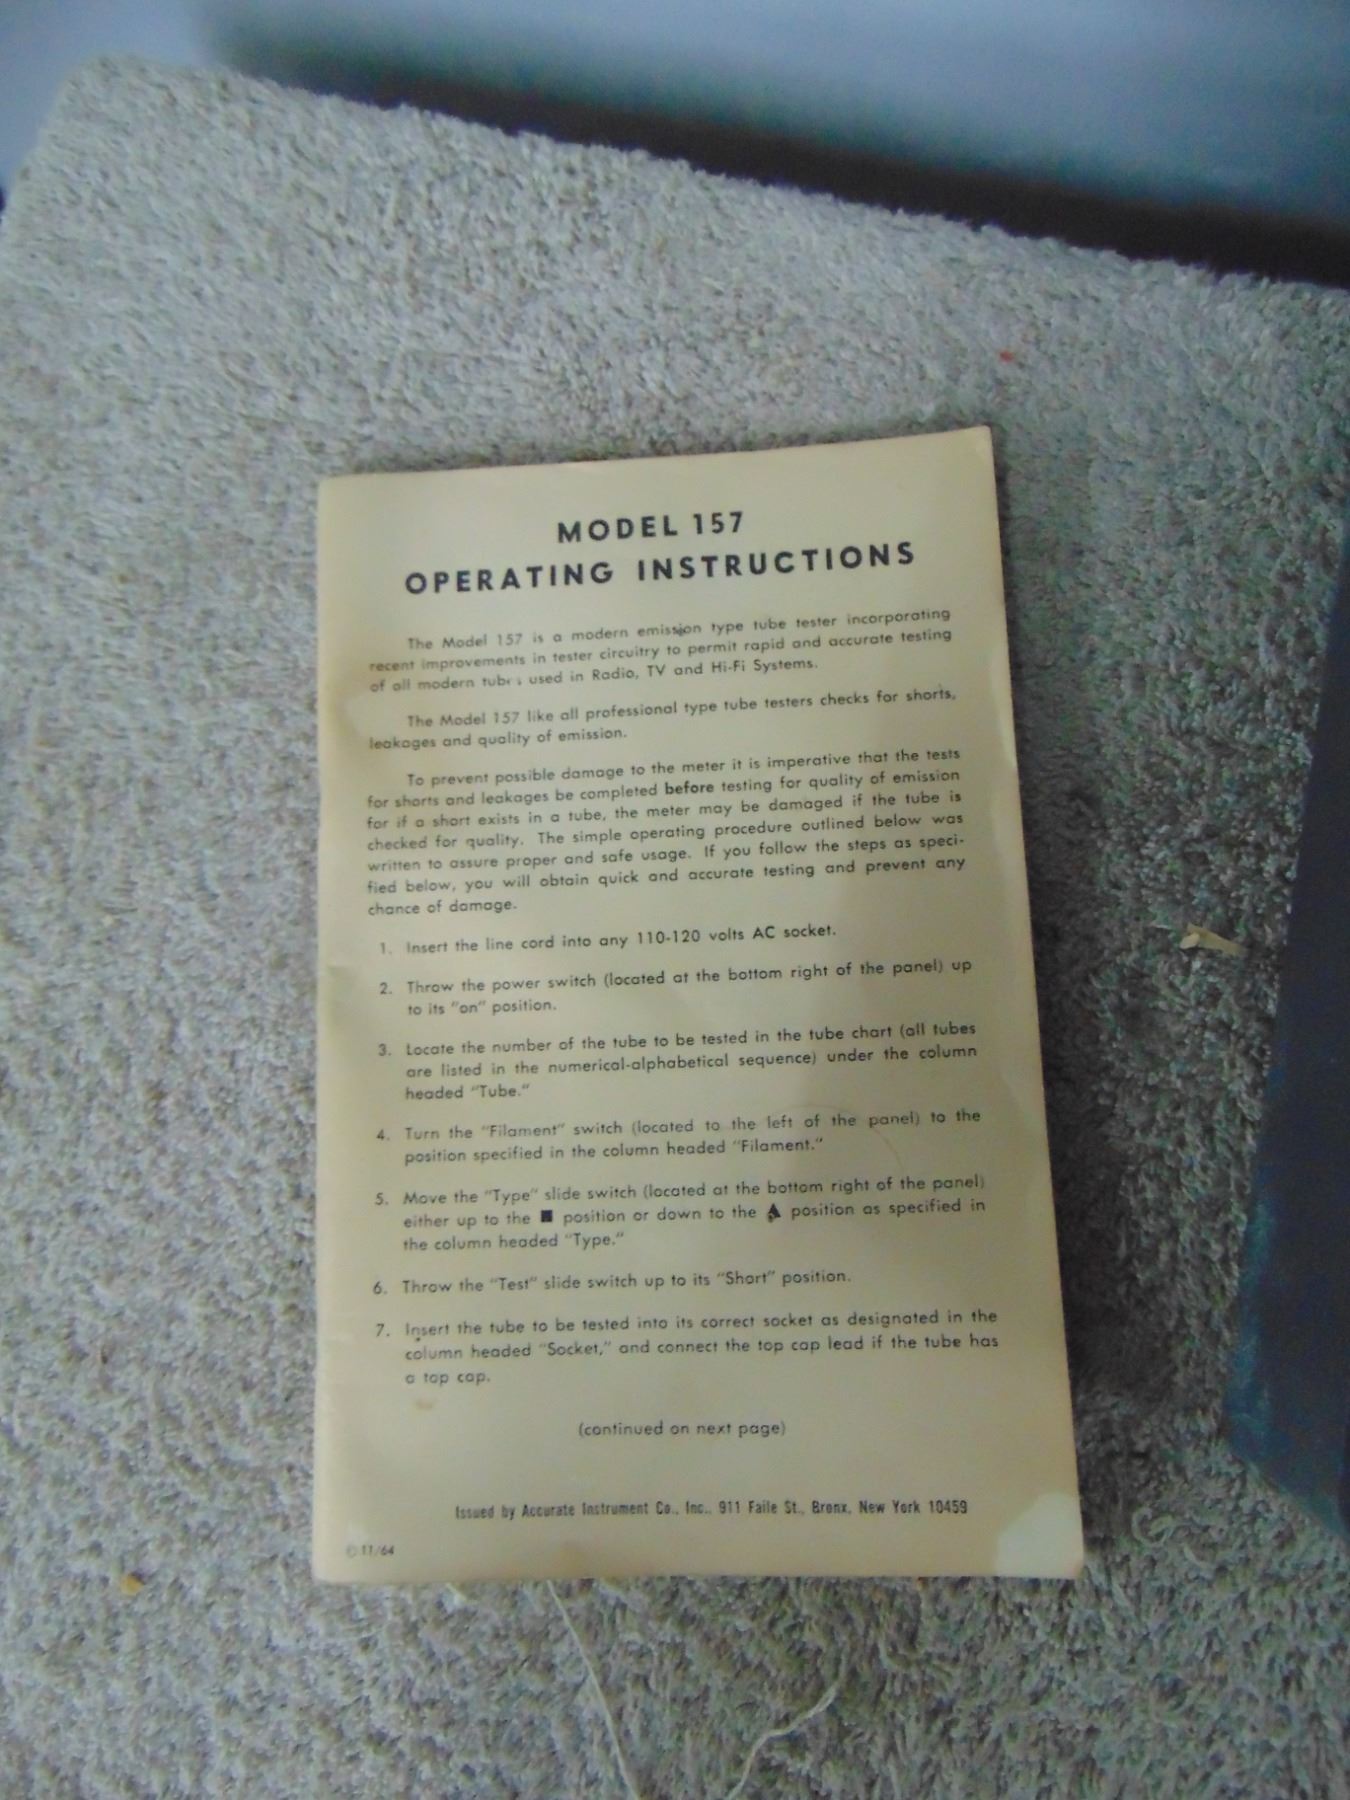 MODEL 157
OPERATING INSTRUCTIONS
The Model 157 is a modern emission type tube tester incorporating
recent improvements in tester circuitry to permit rapid and accurate testing
of all modern tubes used in Radio, TV and Hi-Fi Systems.
The Model 157 like all professional type tube testers checks for shorts,
leakages and quality of emission.
To prevent possible damage to the meter it is imperative that the tests
for shorts and leakages be completed before testing for quality of emission
for if a short exists in a tube, the meter may be damaged if the tube is
checked for quality. The simple operating procedure outlined below was
written to assure proper and safe usage. If you follow the steps as speci-
fied below, you will obtain quick and accurate testing and prevent any
chance of damage.
1. Insert the line cord into any 110-120 volts AC socket.
2. Throw the power switch (located at the bottom right of the panel) up
to its "on" position.
3. Locate the number of the tube to be tested in the tube chart (all tubes
are listed in the numerical-alphabetical sequence) under the column
headed "Tube."
4. Turn the "Filament" switch (located to the left of the panel) to the
position specified in the column headed "Filament."
5. Move the "Type" slide switch (located at the bottom right of the panel)
either up to the ■ position or down to the ▲ position as specified in
the column headed "Type."
6. Throw the "Test" slide switch up to its "Short" position.
7. Insert the tube to be tested into its correct socket as designated in the
column headed "Socket," and connect the top cap lead if the tube has
a top cap.
(continued on next page)
Issued by Accurate Instrument Co., Inc., 911 Faile St., Bronx, New York 10459
© 11/64